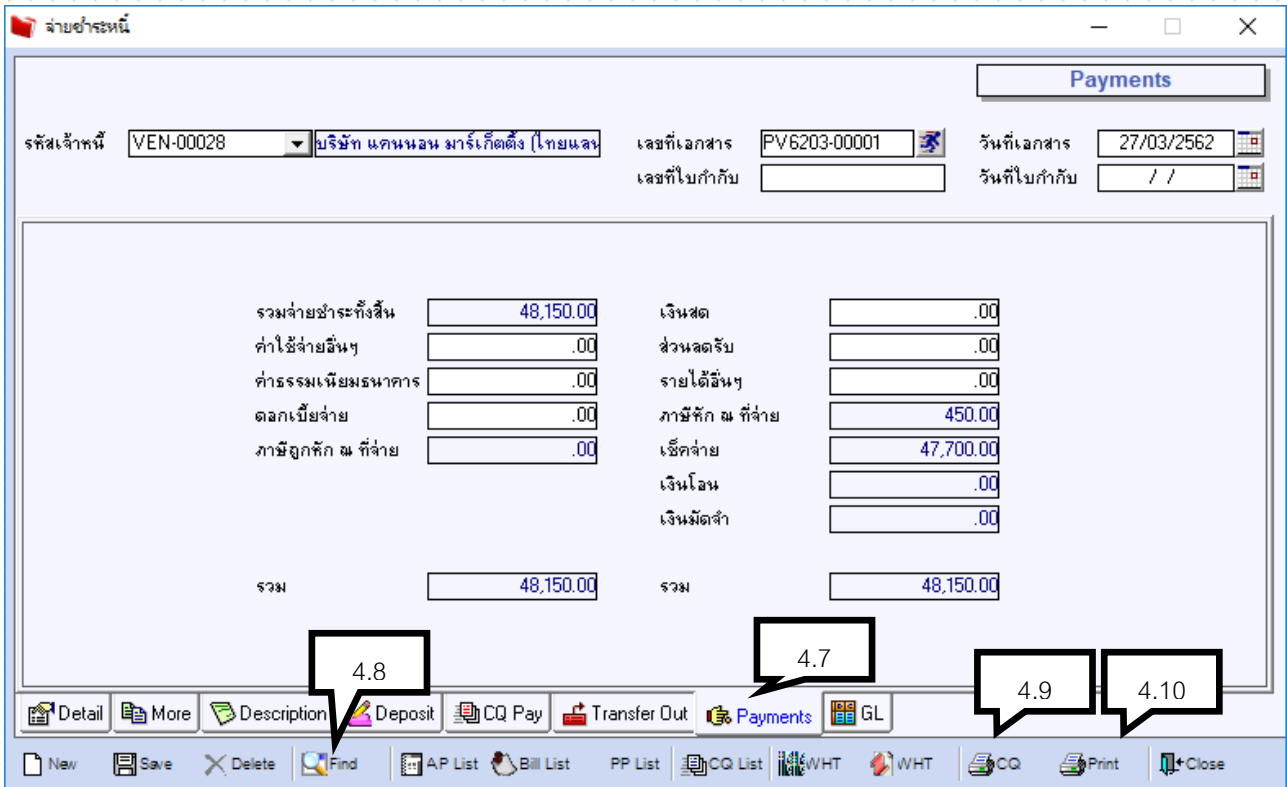 จ่ายชำระหนี้
Payments
รหัสเจ้าหนี้ VEN-00028 บริษัท แคนนอน มาร์เก็ตติ้ง (ไทยแลน เลขที่เอกสาร PV6203-00001 วันที่เอกสาร 27/03/2562
เลขที่ใบกำกับ วันที่ใบกำกับ / /
รวมจ่ายชำระทั้งสิ้น 48,150.00 เงินสด .00
ค่าใช้จ่ายอื่นๆ .00 ส่วนลดรับ .00
ค่าธรรมเนียมธนาคาร .00 รายได้อื่นๆ .00
ดอกเบี้ยจ่าย .00 ภาษีหัก ณ ที่จ่าย 450.00
ภาษีถูกหัก ณ ที่จ่าย .00 เช็คจ่าย 47,700.00
เงินโอน .00
เงินมัดจำ .00
รวม 48,150.00 รวม 48,150.00
4.8 4.7 4.9 4.10
Detail More Description Deposit CQ Pay Transfer Out Payments GL
New Save Delete Find AP List Bill List PP List CQ List WHT WHT CQ Print Close